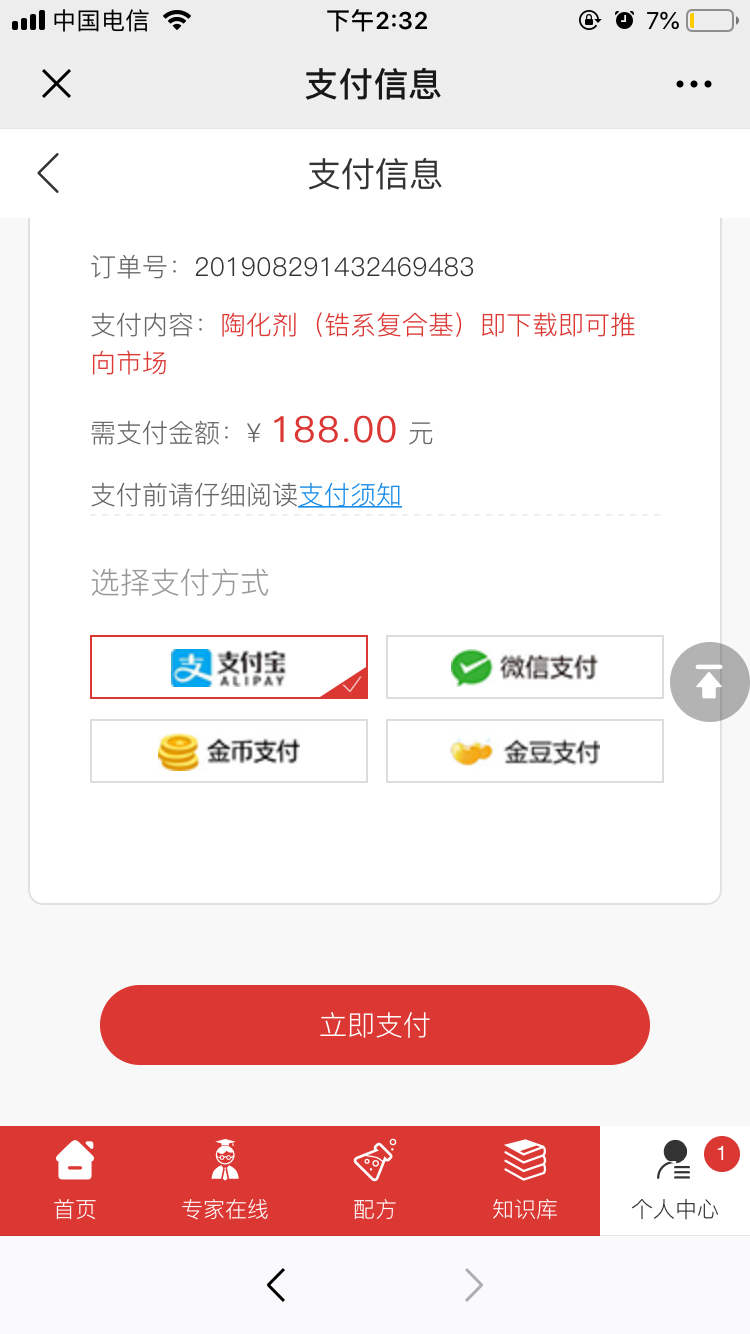 中国电信 下午2:32 7%
支付信息
支付信息
订单号：201908291432469483
支付内容：陶化剂（锆系复合基）即下载即可推
向市场
需支付金额：￥188.00 元
支付前请仔细阅读支付须知
选择支付方式
支付宝 ALIPAY 微信支付
金币支付 金豆支付
立即支付
1
首页 专家在线 配方 知识库 个人中心